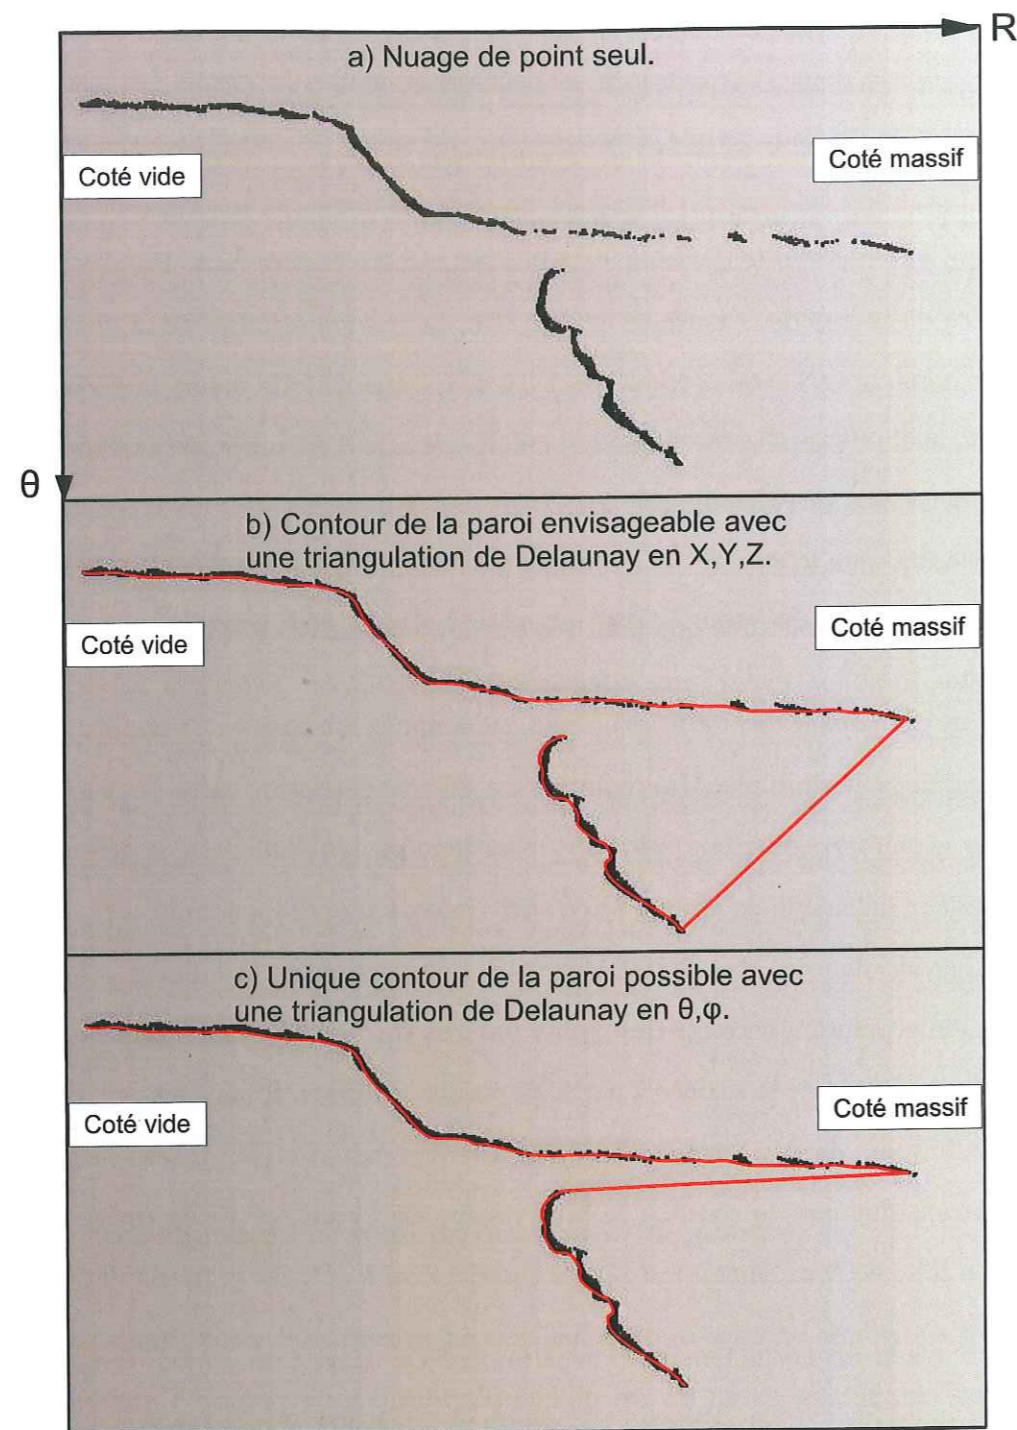 R
a) Nuage de point seul.
Coté massif
Coté vide
θ
b) Contour de la paroi envisageable avec
une triangulation de Delaunay en X,Y,Z.
Coté massif
Coté vide
c) Unique contour de la paroi possible avec
une triangulation de Delaunay en θ,φ.
Coté massif
Coté vide